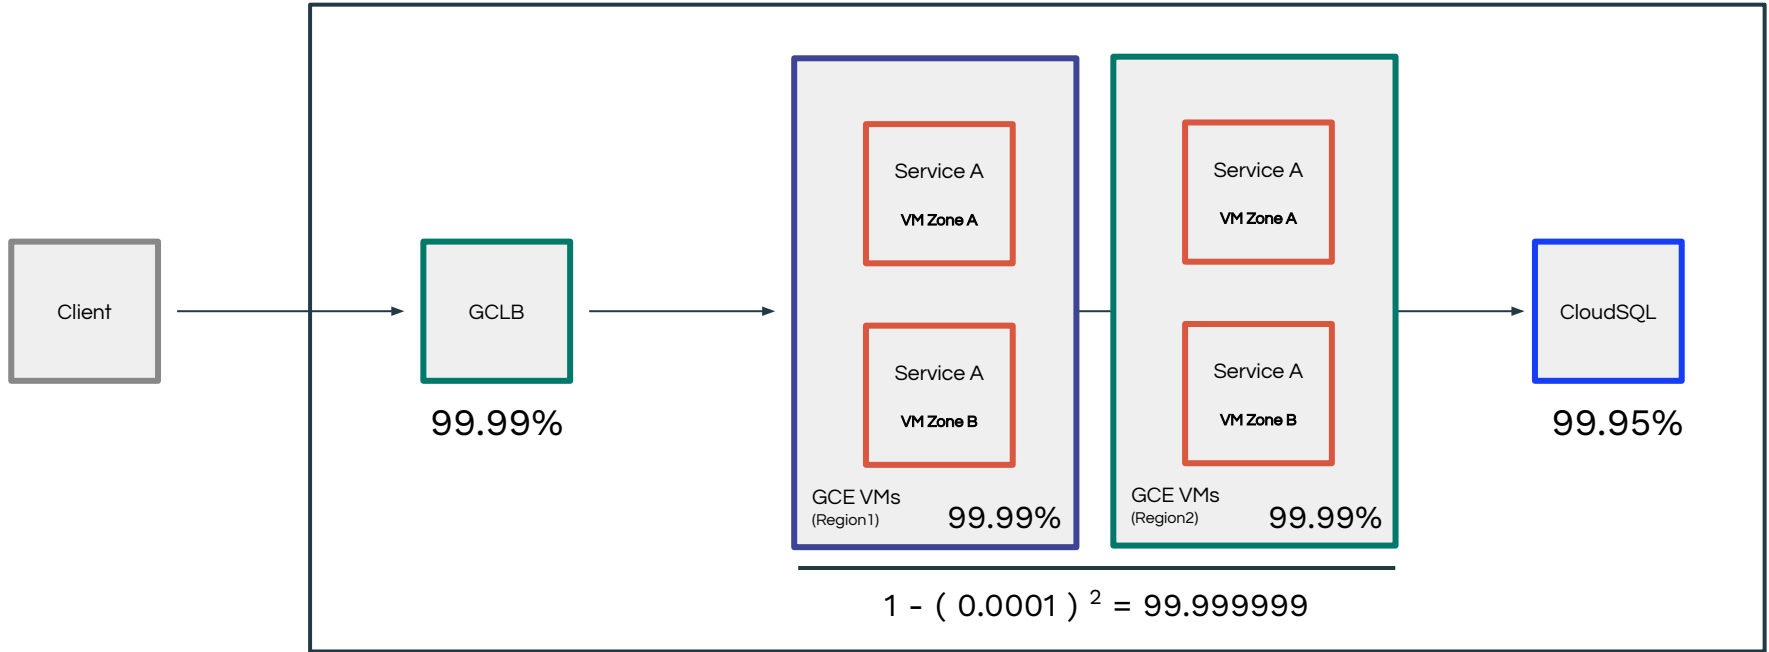 Client
GCLB
99.99%
Service A
VM Zone A
Service A
VM Zone B
GCE VMs
(Region1)
99.99%
Service A
VM Zone A
Service A
VM Zone B
GCE VMs
(Region2)
99.99%
1 - ( 0.0001 ) ² = 99.999999
CloudSQL
99.95%